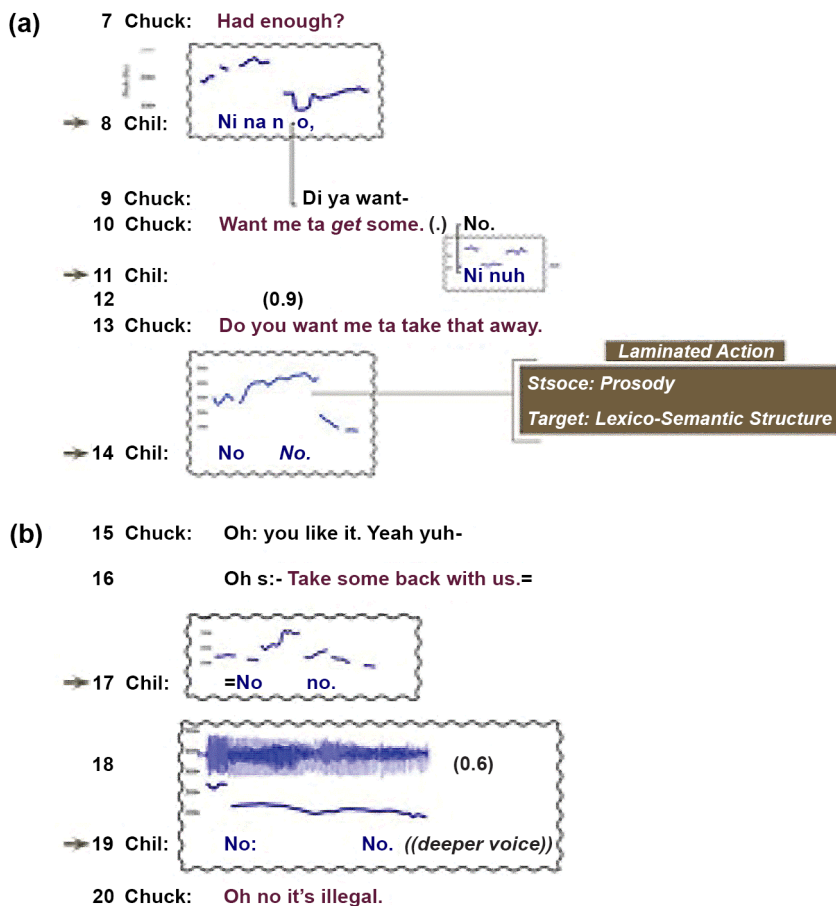 (a)
7 Chuck: Had enough?
8 Chil: Ni na n o,
9 Chuck: Di ya want-
10 Chuck: Want me ta get some. (.) No.
11 Chil: Ni nuh
12 (0.9)
13 Chuck: Do you want me ta take that away.
Laminated Action
Stsoce: Prosody
Target: Lexico-Semantic Structure
14 Chil: No No.
(b)
15 Chuck: Oh: you like it. Yeah yuh-
16 Oh s:- Take some back with us.=
17 Chil: =No no.
18 (0.6)
19 Chil: No: No. ((deeper voice))
20 Chuck: Oh no it's illegal.